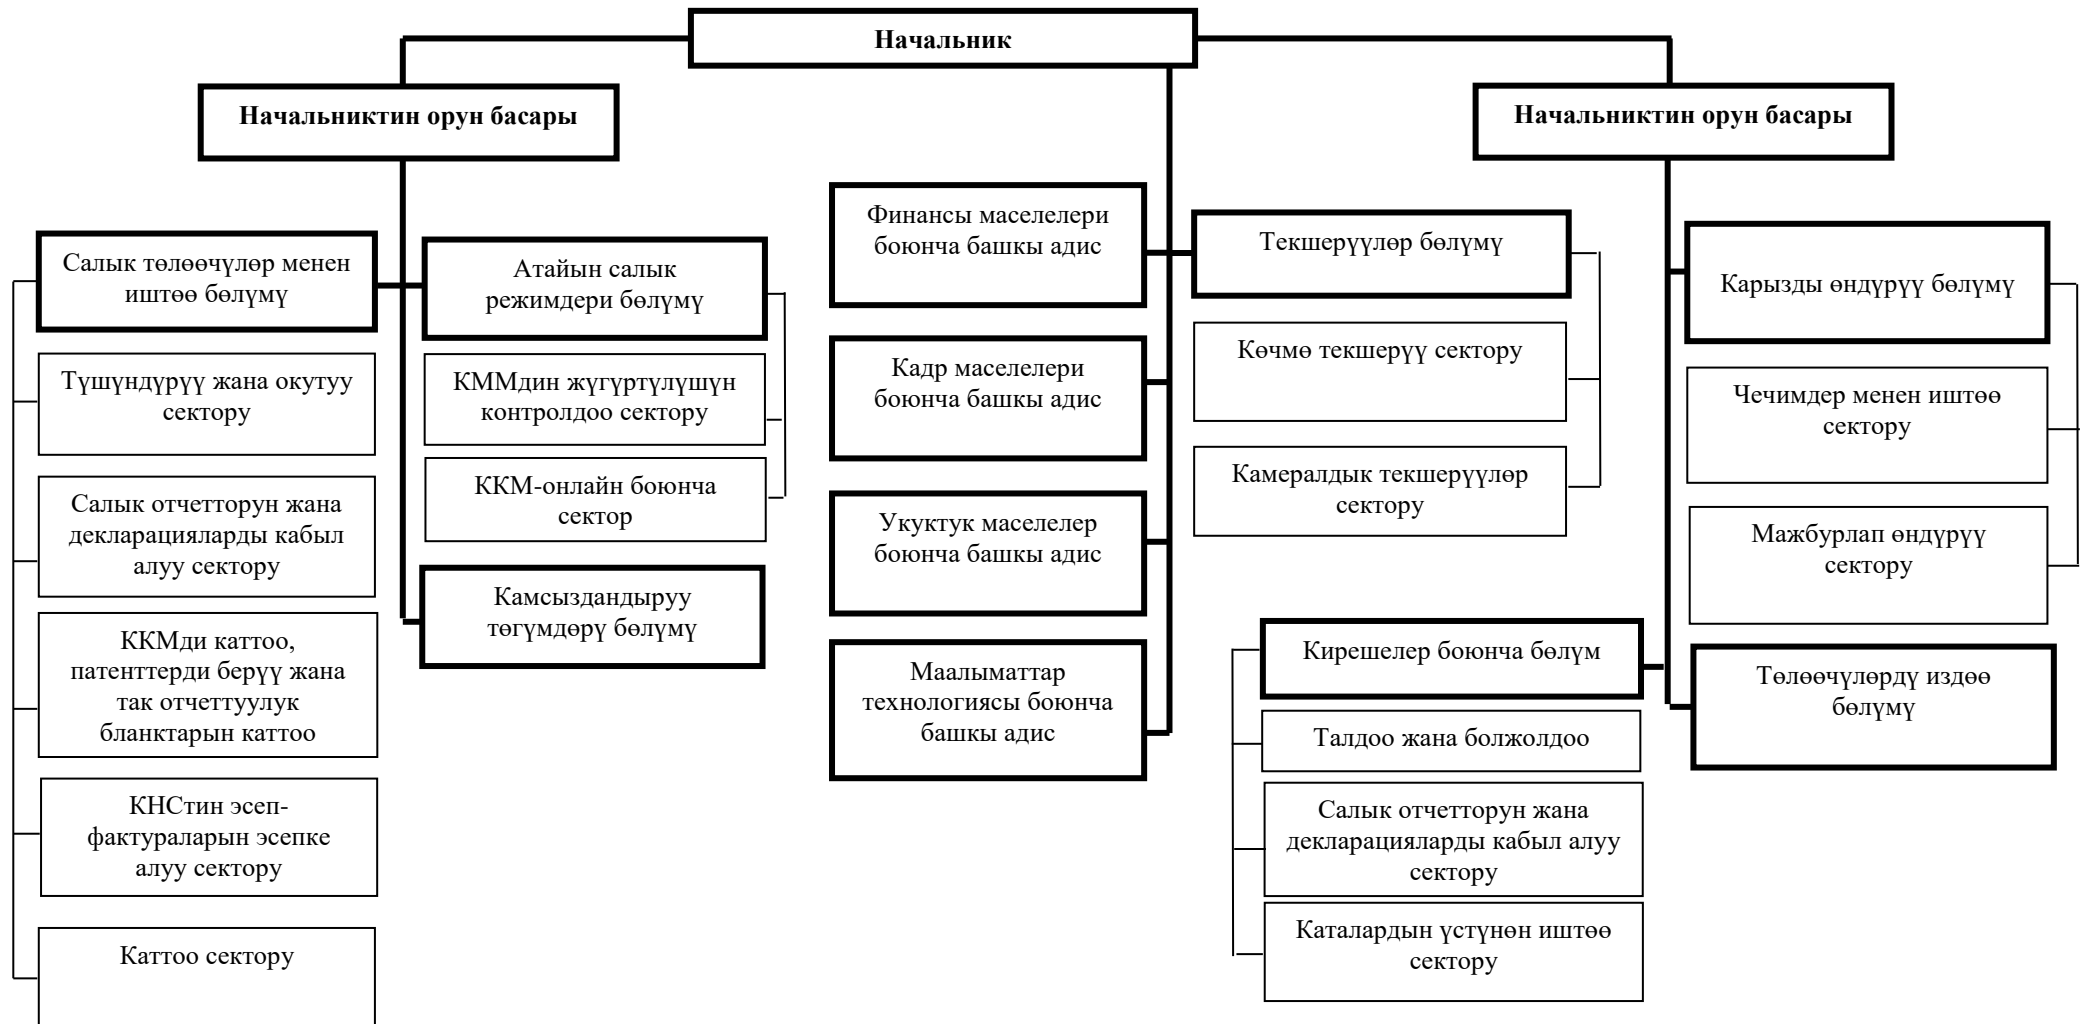 Начальник
Начальниктин орун басары
Начальниктин орун басары
Салык төлөөчүлөр менен
иштөө бөлүмү
Түшүндүрүү жана окутуу
сектору
Салык отчетторун жана
декларацияларды кабыл
алуу сектору
ККМди каттоо,
патенттерди берүү жана
так отчеттуулук
бланктарын каттоо
КНСтин эсеп-
фактураларын эсепке
алуу сектору
Каттоо сектору
Атайын салык
режимдери бөлүмү
КММдин жүгүртүлүшүн
контролдоо сектору
ККМ-онлайн боюнча
сектор
Камсыздандыруу
төгүмдөрү бөлүмү
Финансы маселелери
боюнча башкы адис
Кадр маселелери
боюнча башкы адис
Укуктук маселелер
боюнча башкы адис
Маалыматтар
технологиясы боюнча
башкы адис
Текшерүүлөр бөлүмү
Көчмө текшерүү сектору
Камералдык текшерүүлөр
сектору
Кирешелер боюнча бөлүм
Талдоо жана болжолдоо
Салык отчетторун жана
декларацияларды кабыл алуу
сектору
Каталардын үстүнөн иштөө
сектору
Карызды өндүрүү бөлүмү
Чечимдер менен иштөө
сектору
Мажбурлап өндүрүү
сектору
Төлөөчүлөрдү издөө
бөлүмү